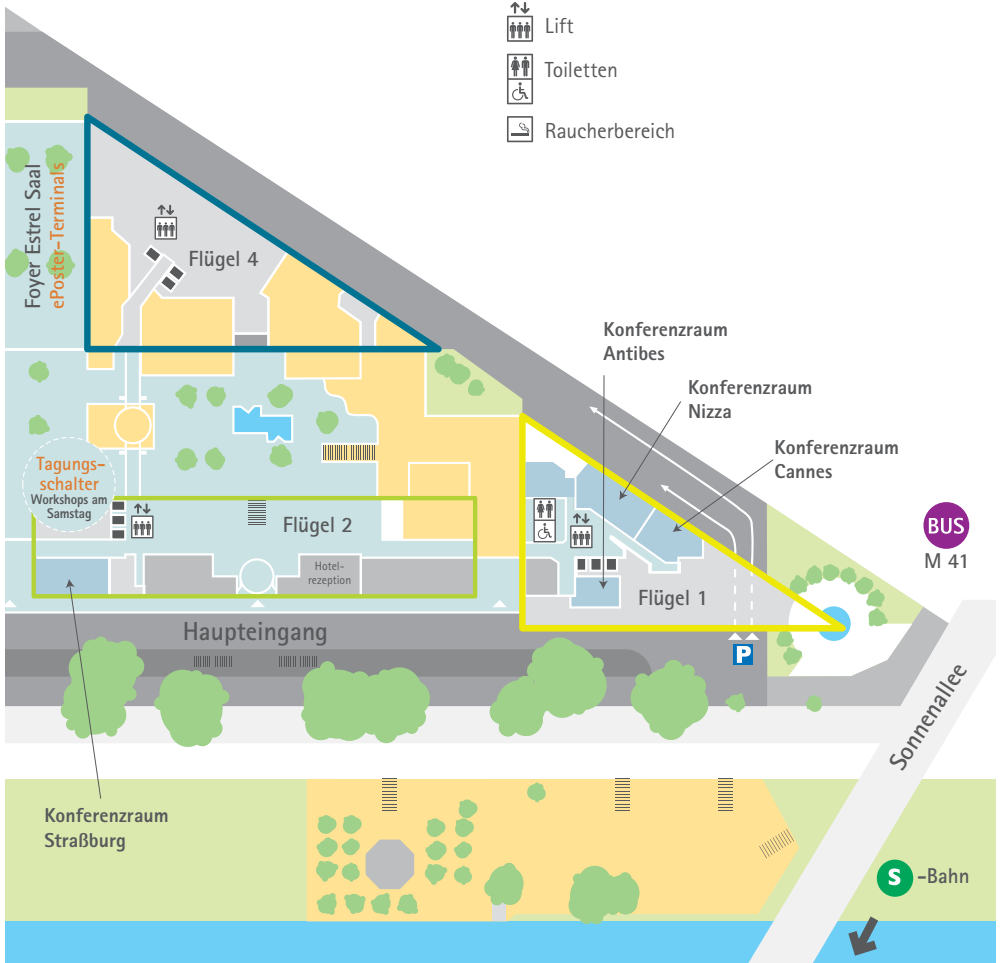 Lift
Toiletten
Raucherbereich
Foyer Estrel Saal
ePoster-Terminals
Flügel 4
Konferenzraum
Antibes
Konferenzraum
Nizza
Konferenzraum
Cannes
Tagungs-
schalter
Workshops am
Samstag
Flügel 2
Hotel-
rezeption
Flügel 1
BUS
M 41
Haupteingang
P
Sonnenallee
Konferenzraum
Straßburg
S -Bahn